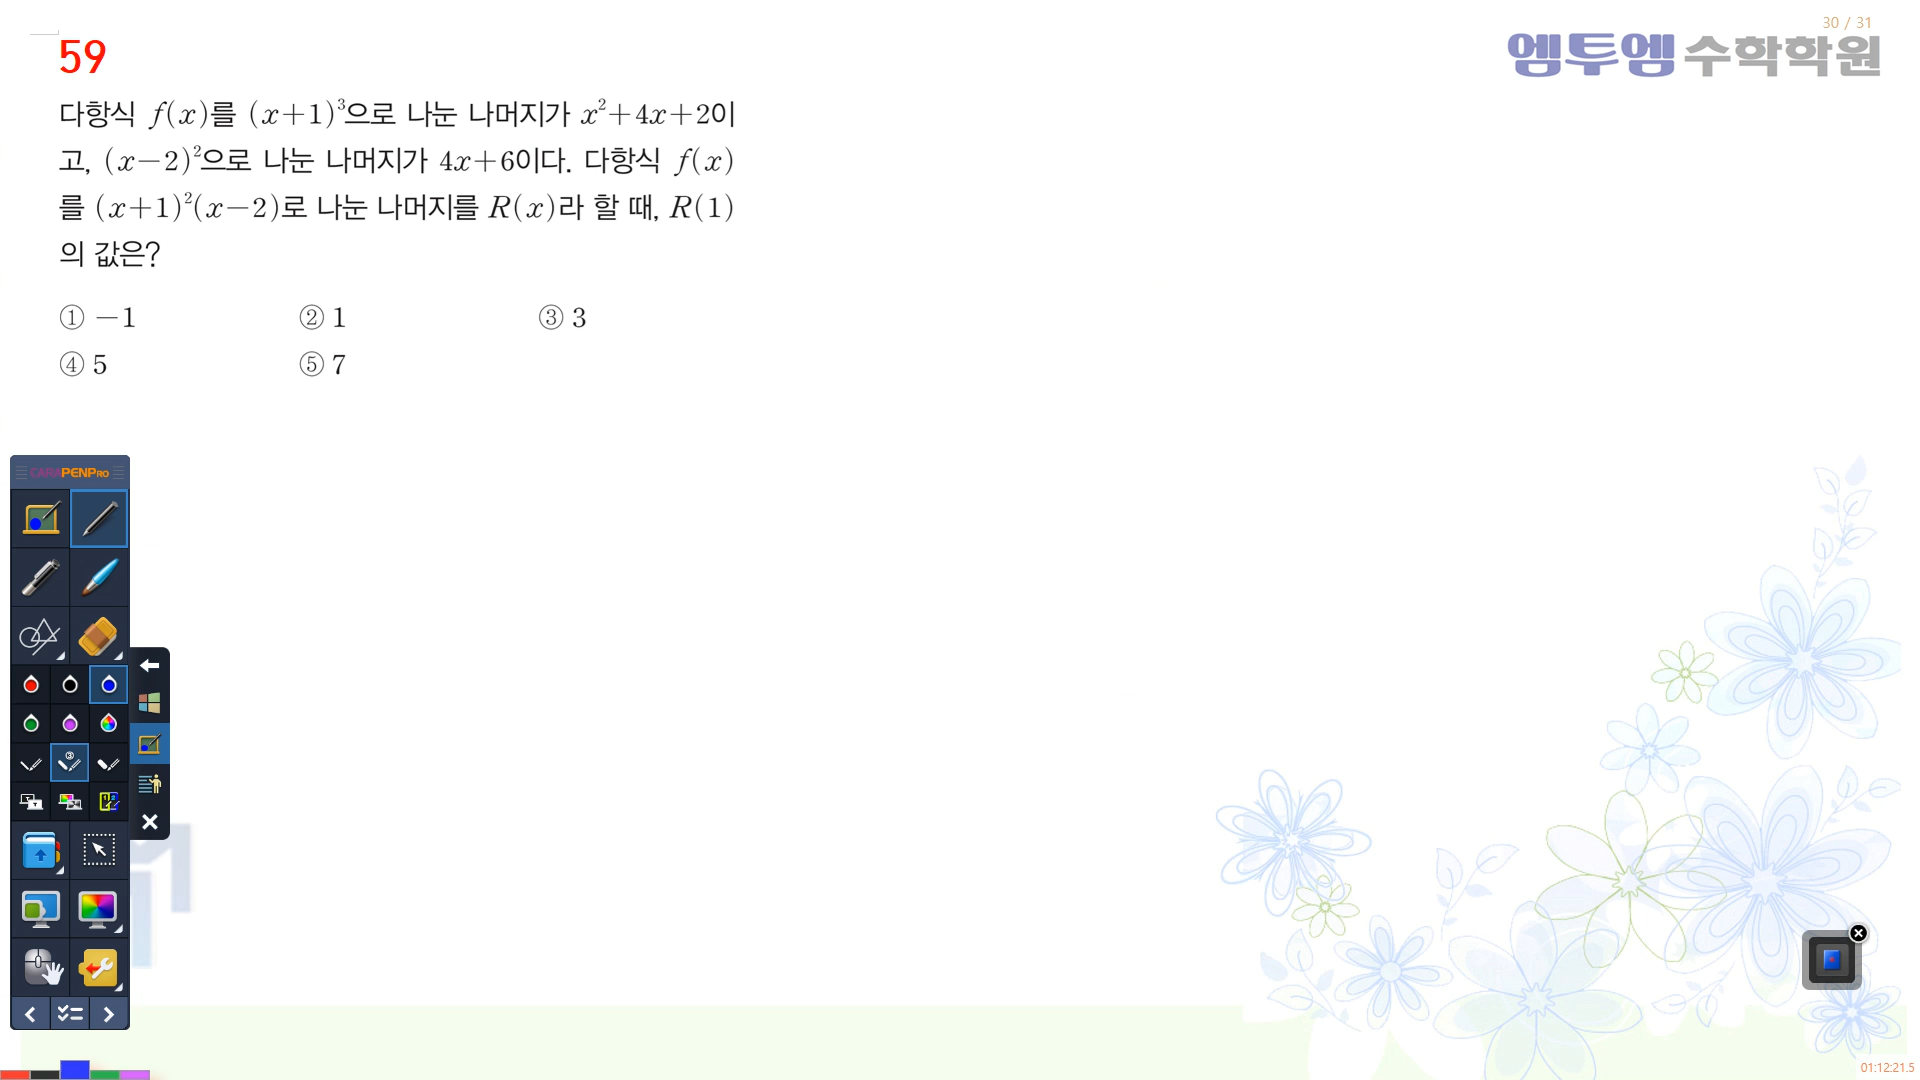 30 / 31
엠투엠 수학학원
59
다항식 f(x)를 (x+1)³으로 나눈 나머지가 x²+4x+2이
고, (x-2)²으로 나눈 나머지가 4x+6이다. 다항식 f(x)
를 (x+1)²(x-2)로 나눈 나머지를 R(x)라 할 때, R(1)
의 값은?
① -1 ② 1 ③ 3
④ 5 ⑤ 7
CARAPENPRO
01:12:21.5